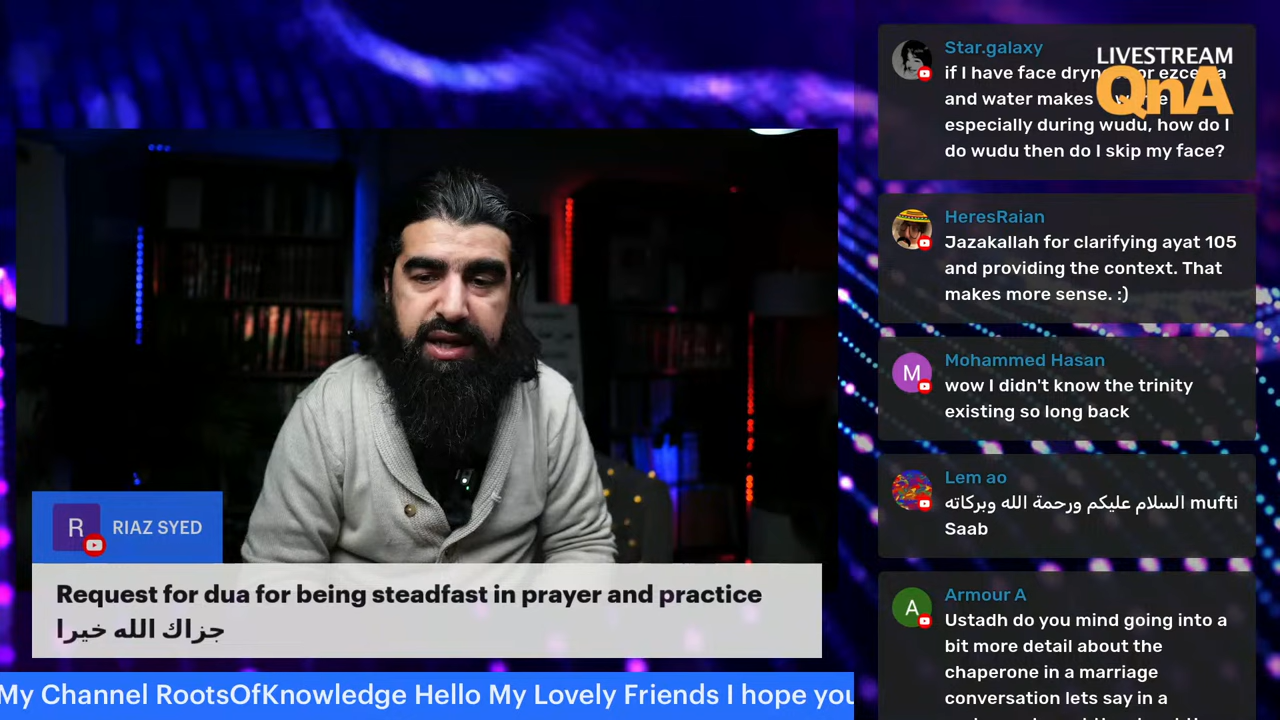 Star.galaxy
if I have face
and water makes
especially during wudu, how do I
do wudu then do I skip my face?
LIVESTREAM
QnA
HeresRaian
Jazakallah for clarifying ayat 105
and providing the context. That
makes more sense. :)
M
Mohammed Hasan
wow I didn't know the trinity
existing so long back
Lem ao
السلام عليكم ورحمة الله وبركاته mufti
Saab
A
Armour A
Ustadh do you mind going into a
bit more detail about the
chaperone in a marriage
conversation lets say in a
R
RIAZ SYED
Request for dua for being steadfast in prayer and practice
جزاك الله خيرا
My Channel RootsOfKnowledge Hello My Lovely Friends I hope you